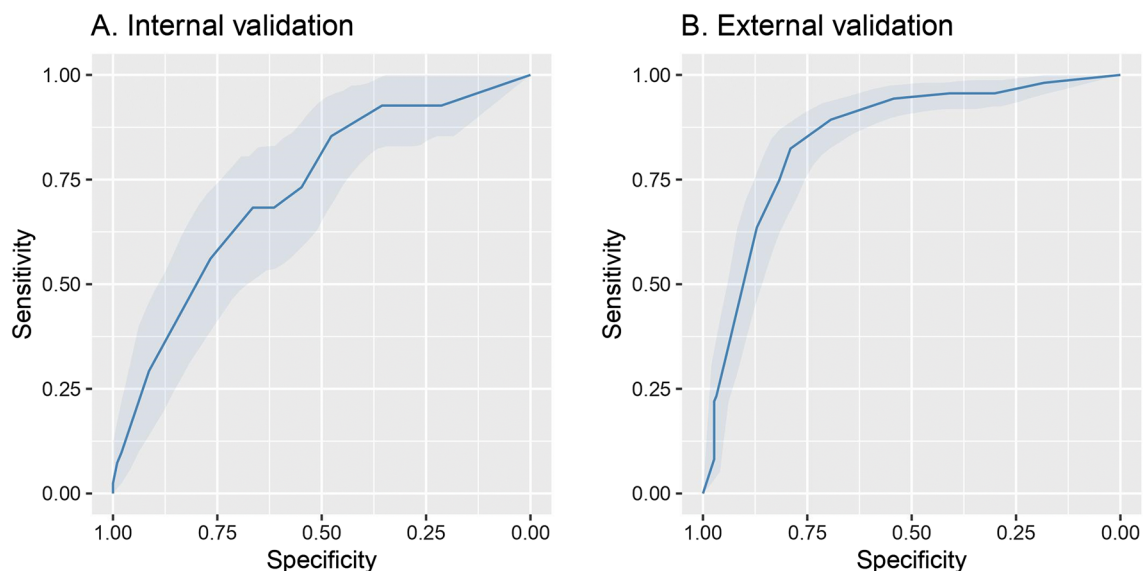 A. Internal validation
1.00
0.75
0.50
0.25
0.00
Sensitivity
1.00 0.75 0.50 0.25 0.00
Specificity
B. External validation
1.00
0.75
0.50
0.25
0.00
Sensitivity
1.00 0.75 0.50 0.25 0.00
Specificity